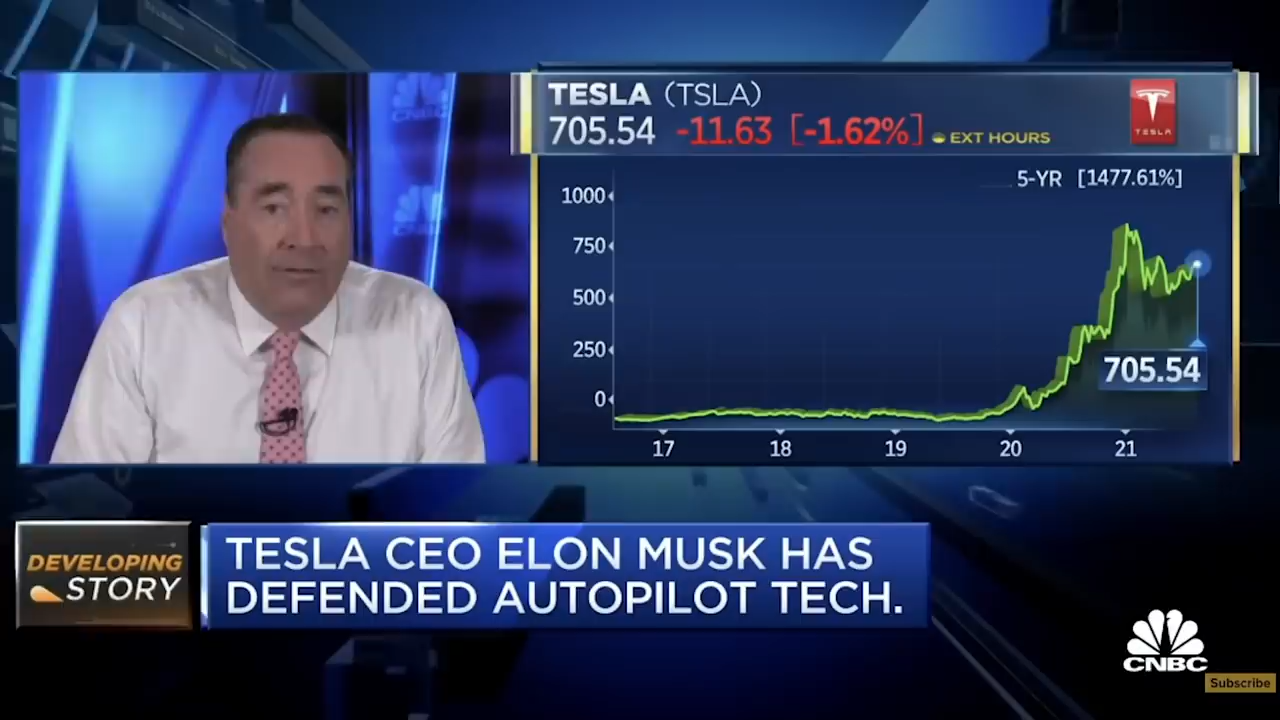 TESLA (TSLA)
705.54 -11.63 [-1.62%] EXT HOURS
TESLA
5-YR [1477.61%]
1000
750
500
250
0
705.54
17 18 19 20 21
CNBC
CNBC
DEVELOPING
STORY
TESLA CEO ELON MUSK HAS
DEFENDED AUTOPILOT TECH.
CNBC
Subscribe